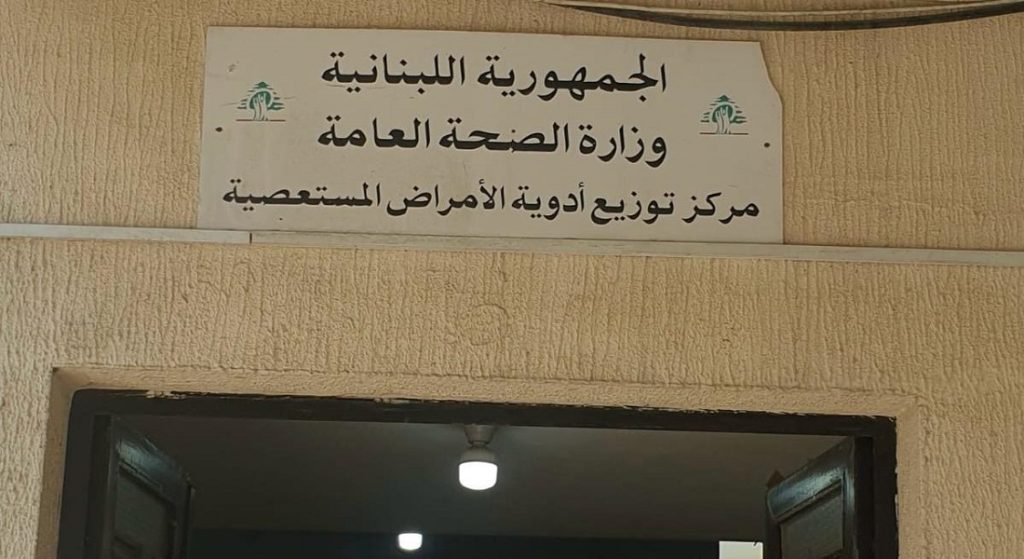 الجمهورية اللبنانية
وزارة الصحة العامة
مركز توزيع أدوية الأمراض المستعصية